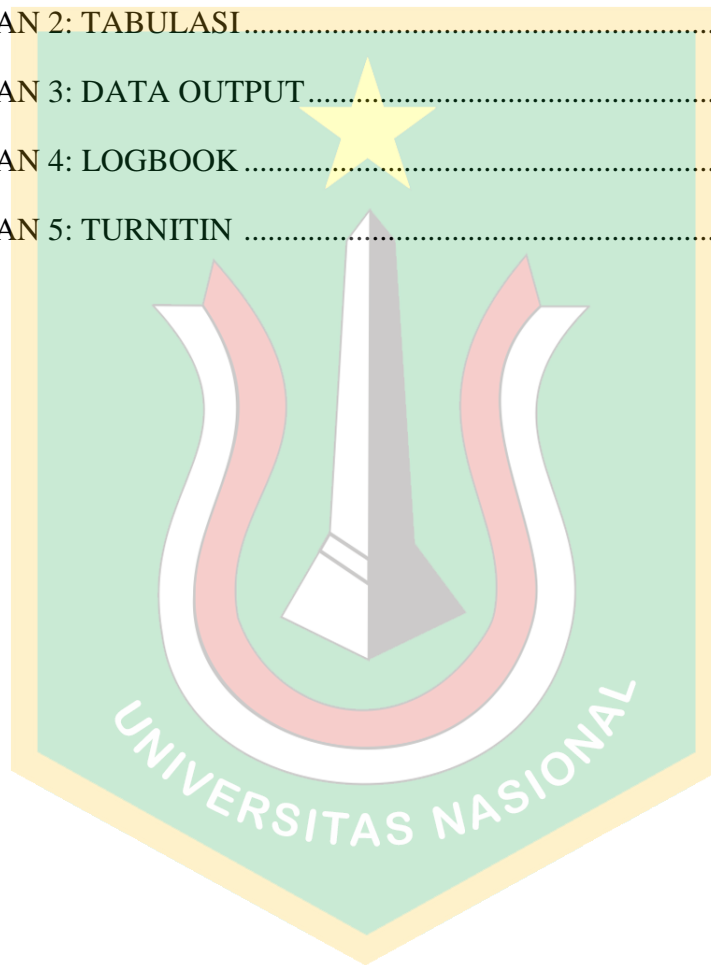 AN 2: TABULASI..........................................................
AN 3: DATA OUTPUT..................................................
AN 4: LOGBOOK..........................................................
AN 5: TURNITIN ..........................................................
UNIVERSITAS NASIONAL